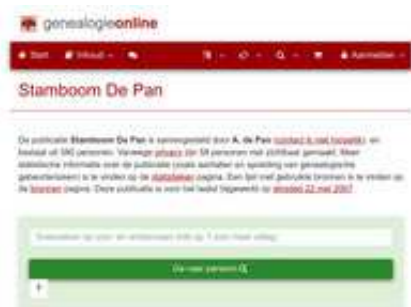 genealogieonline
Start Inhoud Aanmelden
Stamboom De Pan
De publicatie Stamboom De Pan is samengesteld door A. de Pan (contact is niet mogelijk) en
bestaat uit personen. Vanwege privacy zijn 59 personen niet zichtbaar gemaakt. Meer
statistische informatie over de publicatie (zoals aantallen en spreiding van genealogische
gebeurtenissen) is te vinden op de statistieken pagina. Een lijst met gebruikte bronnen is te vinden op
de bronnen pagina. Deze publicatie is voor het laatst bijgewerkt op dinsdag 22 mei 2007
Ga naar persoon
+